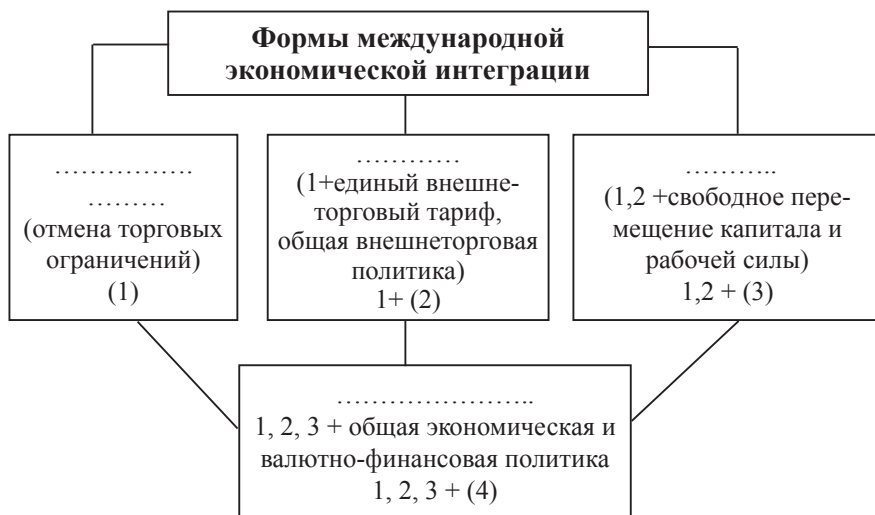 Формы международной
экономической интеграции
…………….
………
(отмена торговых
ограничений)
(1)
…………
(1+единый внешне-
торговый тариф,
общая внешнеторговая
политика)
1+ (2)
………..
(1,2 +свободное пере-
мещение капитала и
рабочей силы)
1,2 + (3)
…………………..
1, 2, 3 + общая экономическая и
валютно-финансовая политика
1, 2, 3 + (4)